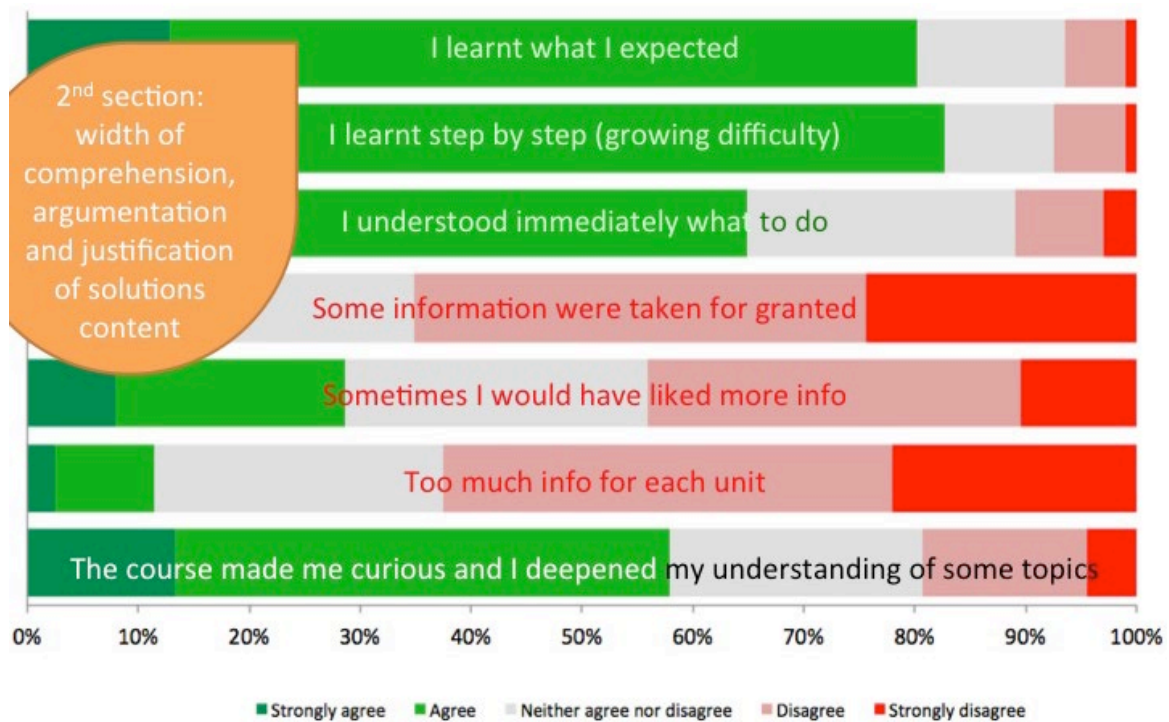 I learnt what I expected
2nd section:
width of
comprehension,
argumentation
and justification
of solutions
content
I learnt step by step (growing difficulty)
I understood immediately what to do
Some information were taken for granted
Sometimes I would have liked more info
Too much info for each unit
The course made me curious and I deepened my understanding of some topics
0% 10% 20% 30% 40% 50% 60% 70% 80% 90% 100%
Strongly agree Agree Neither agree nor disagree Disagree Strongly disagree